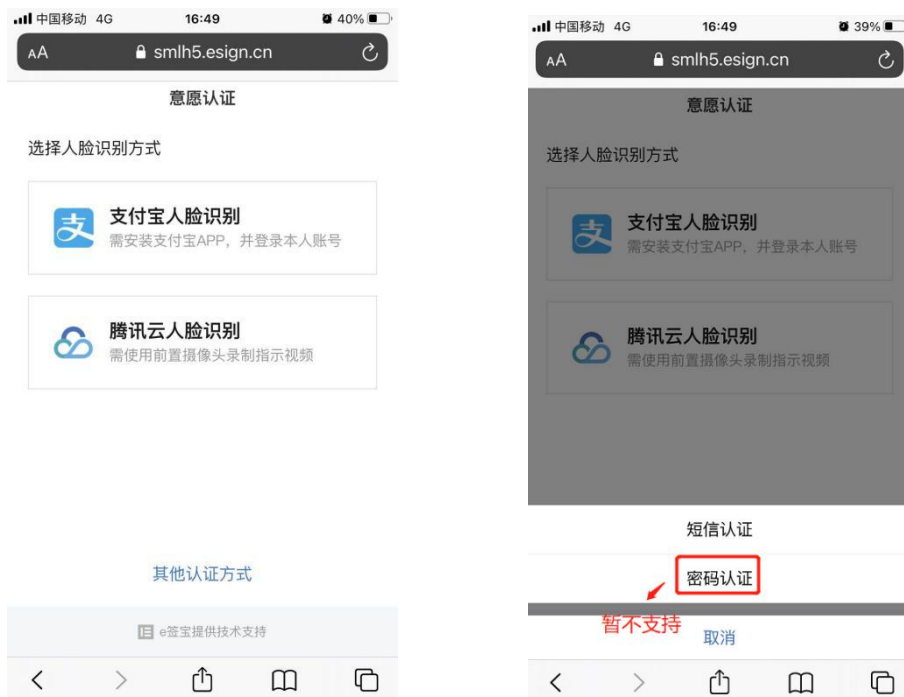 中国移动 4G 16:49 40%
AA smlh5.esign.cn
意愿认证
选择人脸识别方式
支付宝人脸识别
需安装支付宝APP，并登录本人账号
腾讯云人脸识别
需使用前置摄像头录制指示视频
其他认证方式
e签宝提供技术支持
中国移动 4G 16:49 39%
AA smlh5.esign.cn
意愿认证
选择人脸识别方式
支付宝人脸识别
需安装支付宝APP，并登录本人账号
腾讯云人脸识别
需使用前置摄像头录制指示视频
短信认证
密码认证
暂不支持
取消